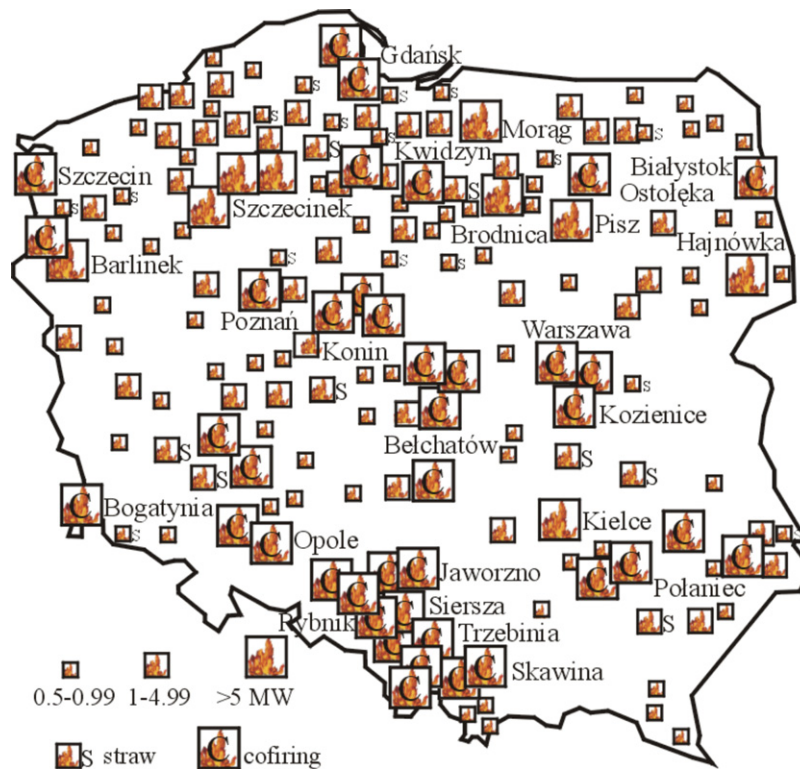 Gdańsk
C
C
S
S
S
S
S
Morąg
S
S
S
Kwidzyn
S
C
Szczecin
S
C
C
S
C
Białystok
C
Ostołęka
S
Szczecinek
Brodnica
Pisz
Hajnówka
C
Barlinek
S
S
S
C
Poznań
C
C
C
Konin
Warszawa
C
C
C
C
S
S
C
C
Kozienice
Bełchatów
C
S
C
S
S
S
C
C
Bogatynia
S
C
C
Opole
Kielce
C
C
S
C
C
Jaworzno
C
C
C
C
Połaniec
C
Siersza
Rybnik
C
C
Trzebinia
S
C
C
C
Skawina
C
C
0.5-0.99 1-4.99 >5 MW
S straw C cofiring